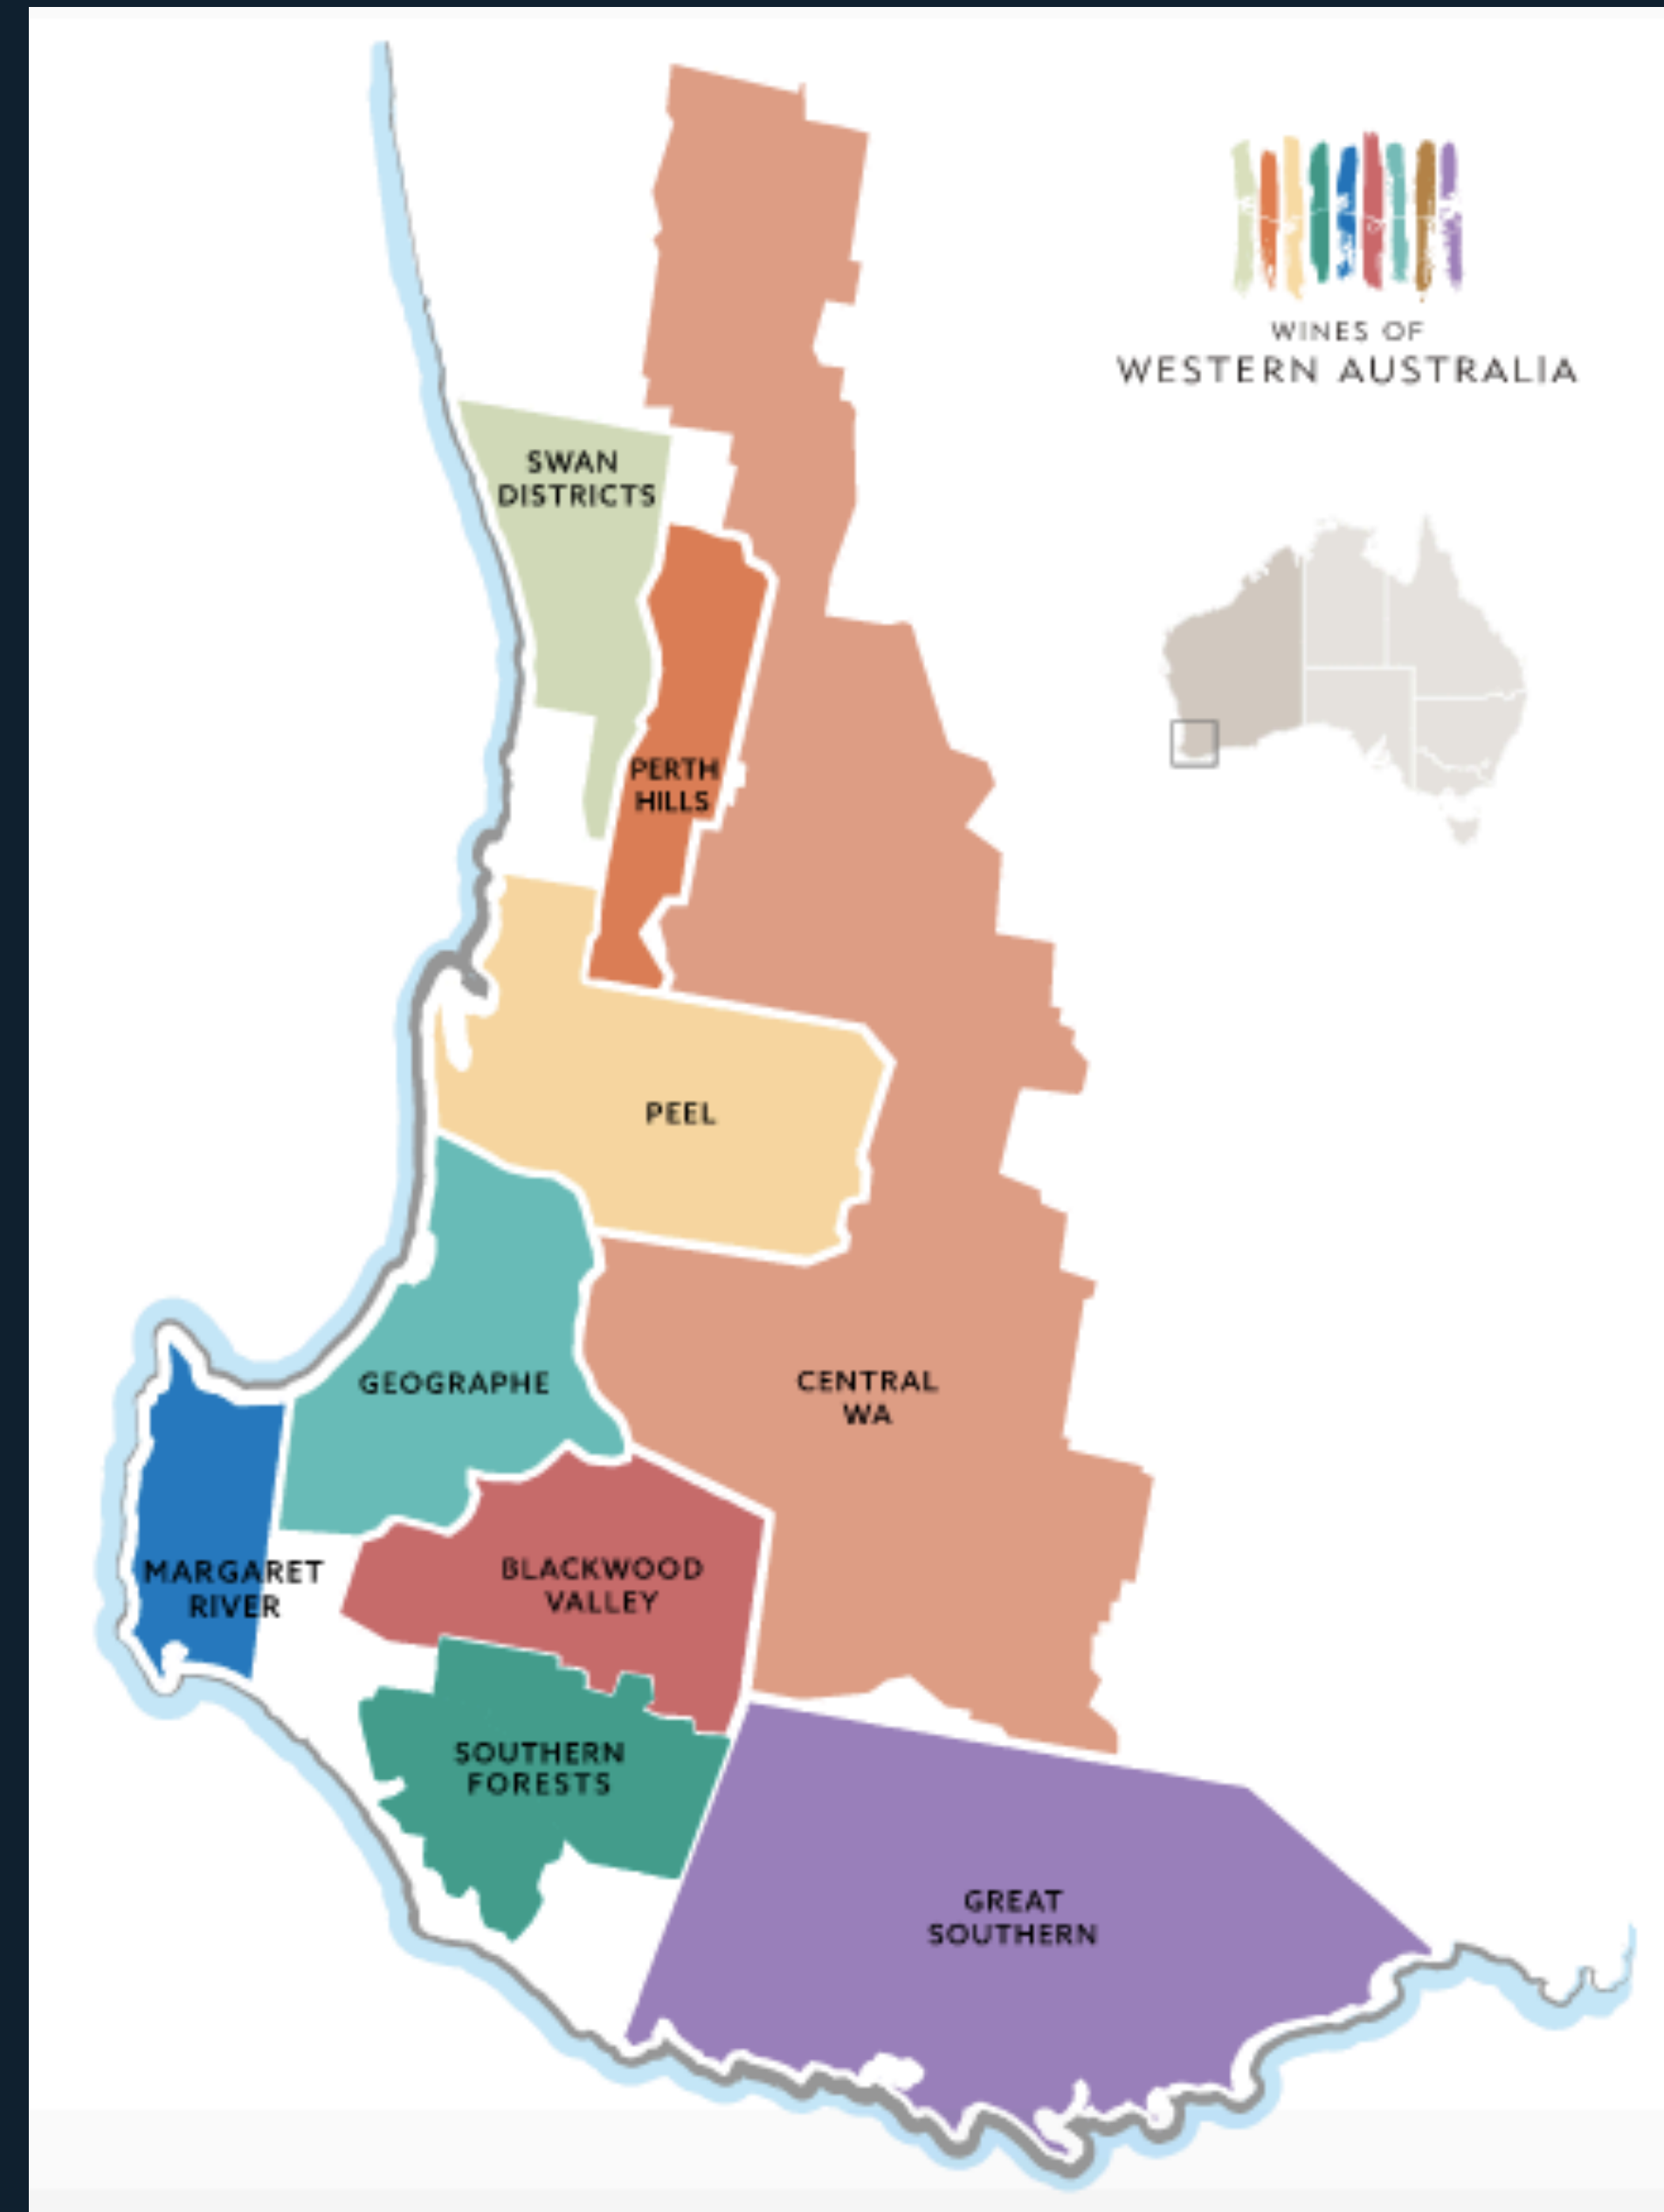 WINES OF
WESTERN AUSTRALIA
SWAN
DISTRICTS
PERTH
HILLS
PEEL
GEOGRAPHE
CENTRAL
WA
MARGARET
RIVER
BLACKWOOD
VALLEY
SOUTHERN
FORESTS
GREAT
SOUTHERN